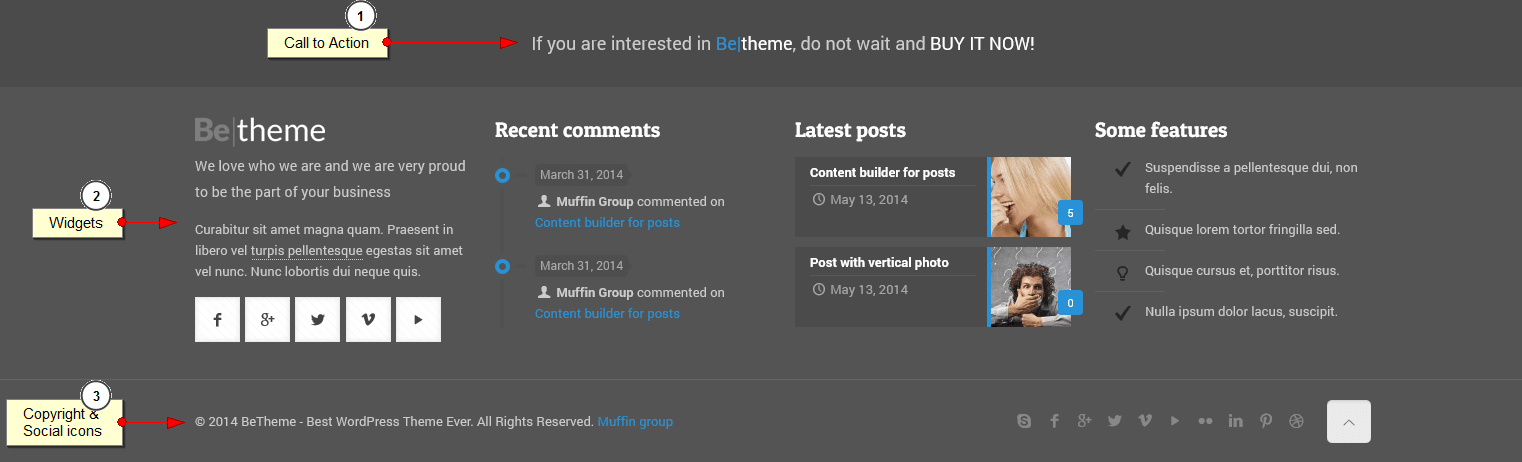 1
Call to Action
If you are interested in Be|theme, do not wait and BUY IT NOW!
2
Widgets
Be|theme
We love who we are and we are very proud
to be the part of your business
Curabitur sit amet magna quam. Praesent in
libero vel turpis pellentesque egestas sit amet
vel nunc. Nunc lobortis dui neque quis.
Recent comments
March 31, 2014
Muffin Group commented on
Content builder for posts
March 31, 2014
Muffin Group commented on
Content builder for posts
Latest posts
Content builder for posts
May 13, 2014
5
Post with vertical photo
May 13, 2014
0
Some features
Suspendisse a pellentesque dui, non
felis.
Quisque lorem tortor fringilla sed.
Quisque cursus et, porttitor risus.
Nulla ipsum dolor lacus, suscipit.
3
Copyright &
Social icons
© 2014 BeTheme - Best WordPress Theme Ever. All Rights Reserved. Muffin group